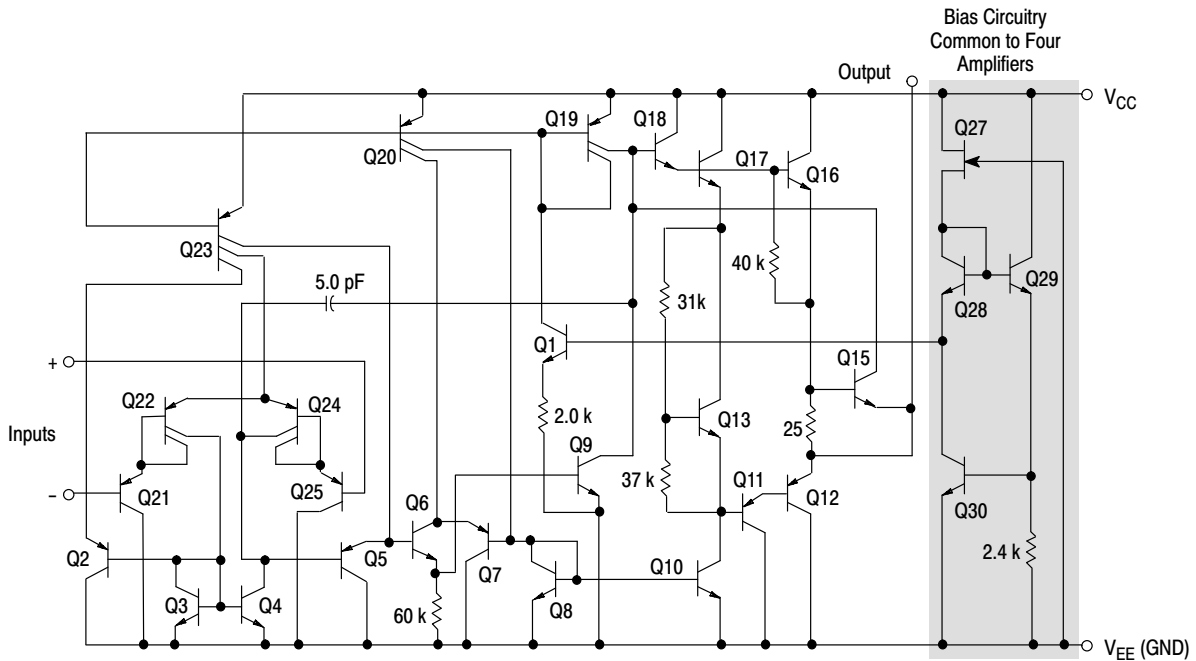 Bias Circuitry
Common to Four
Amplifiers
Output
VCC
Q19
Q18
Q27
Q20
Q17
Q16
Q23
5.0 pF
40 k
31k
Q28
Q29
Q1
Q15
+
Q22
Q24
2.0 k
Q13
25
Inputs
Q9
37 k
Q11
−
Q21
Q25
Q6
Q12
Q30
Q2
Q5
Q7
Q10
2.4 k
Q3
Q4
60 k
Q8
VEE (GND)